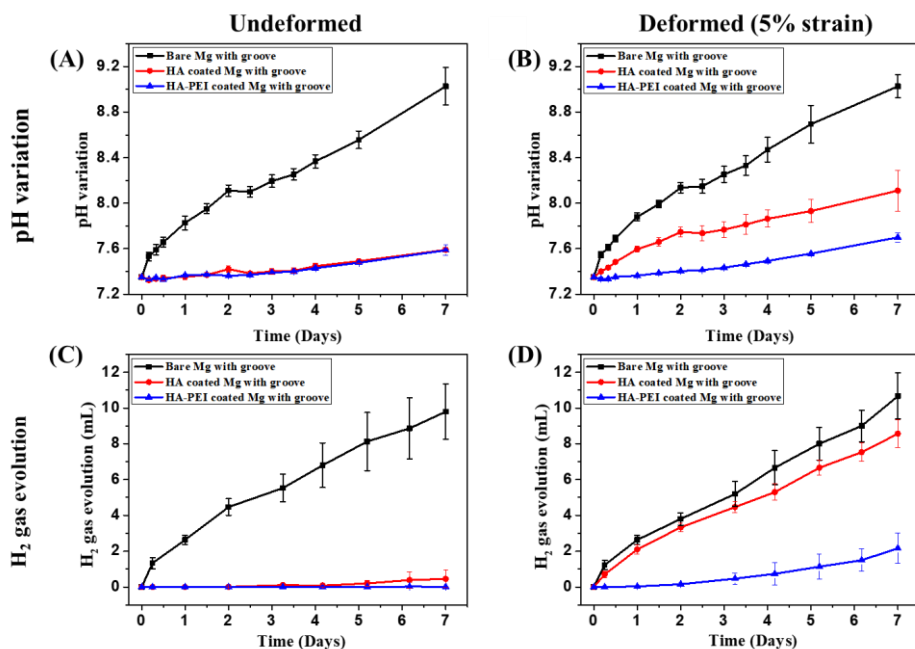 Undeformed
Deformed (5% strain)
pH variation
(A)
Bare Mg with groove
HA coated Mg with groove
HA-PEI coated Mg with groove
pH variation
9.2
8.8
8.4
8.0
7.6
7.2
0 1 2 3 4 5 6 7
Time (Days)
(B)
Bare Mg with groove
HA coated Mg with groove
HA-PEI coated Mg with groove
pH variation
9.2
8.8
8.4
8.0
7.6
7.2
0 1 2 3 4 5 6 7
Time (Days)
H₂ gas evolution
(C)
Bare Mg with groove
HA coated Mg with groove
HA-PEI coated Mg with groove
H₂ gas evolution (mL)
12
10
8
6
4
2
0
0 1 2 3 4 5 6 7
Time (Days)
(D)
Bare Mg with groove
HA coated Mg with groove
HA-PEI coated Mg with groove
H₂ gas evolution (mL)
12
10
8
6
4
2
0
0 1 2 3 4 5 6 7
Time (Days)